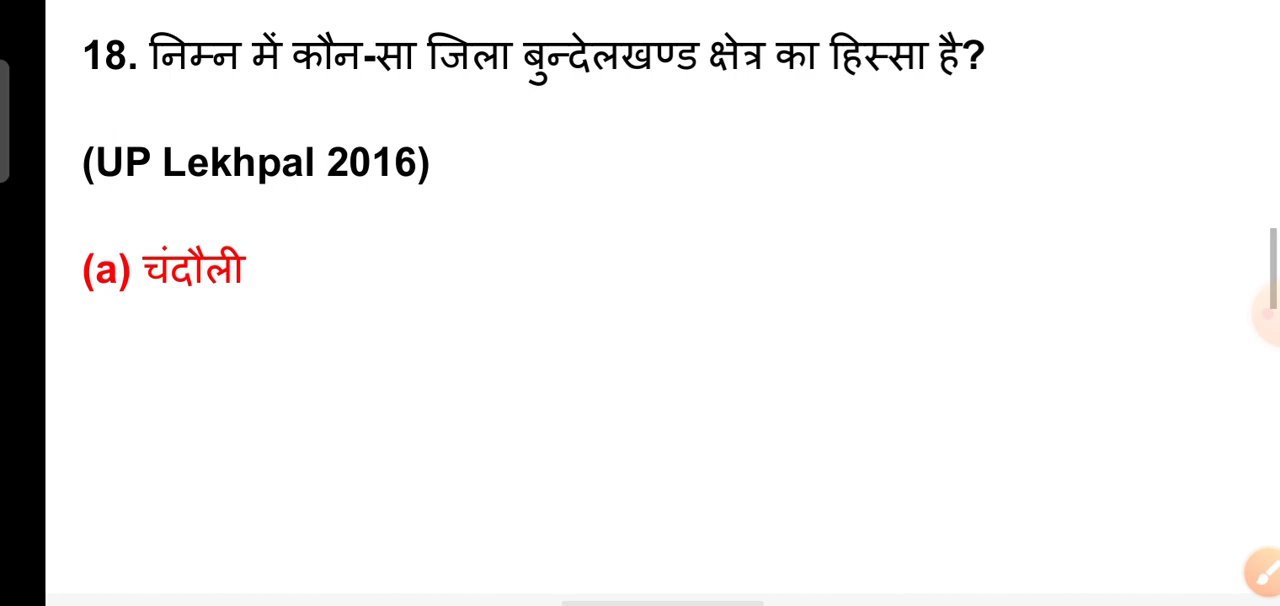 18. निम्न में कौन-सा जिला बुन्देलखण्ड क्षेत्र का हिस्सा है?
(UP Lekhpal 2016)
(a) चंदौली